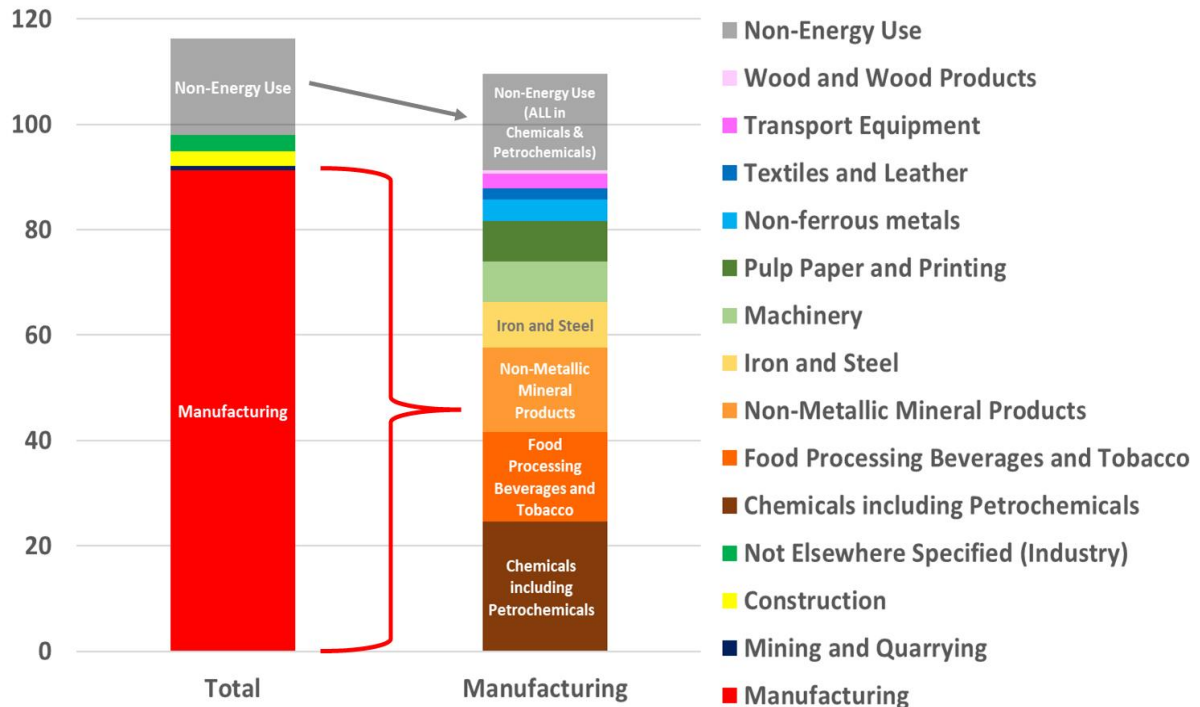 120
100
80
60
40
20
0
Non-Energy Use
Manufacturing
Total
Non-Energy Use
(ALL in
Chemicals &
Petrochemicals)
Iron and Steel
Non-Metallic
Mineral
Products
Food
Processing
Beverages and
Tobacco
Chemicals
including
Petrochemicals
Manufacturing
Non-Energy Use
Wood and Wood Products
Transport Equipment
Textiles and Leather
Non-ferrous metals
Pulp Paper and Printing
Machinery
Iron and Steel
Non-Metallic Mineral Products
Food Processing Beverages and Tobacco
Chemicals including Petrochemicals
Not Elsewhere Specified (Industry)
Construction
Mining and Quarrying
Manufacturing